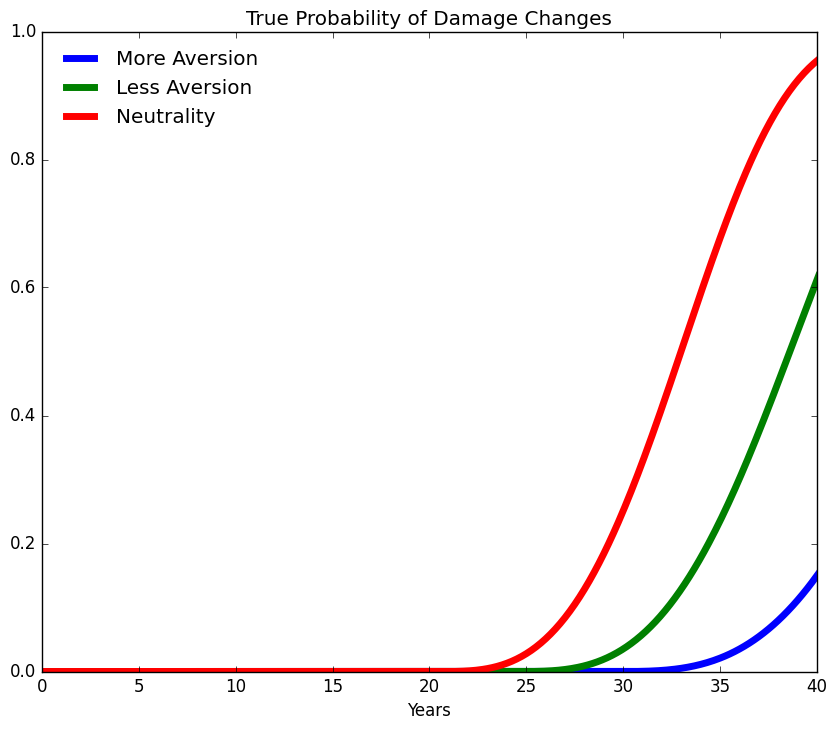 True Probability of Damage Changes
1.0
More Aversion
Less Aversion
Neutrality
0.8
0.6
0.4
0.2
0.0
0 5 10 15 20 25 30 35 40
Years